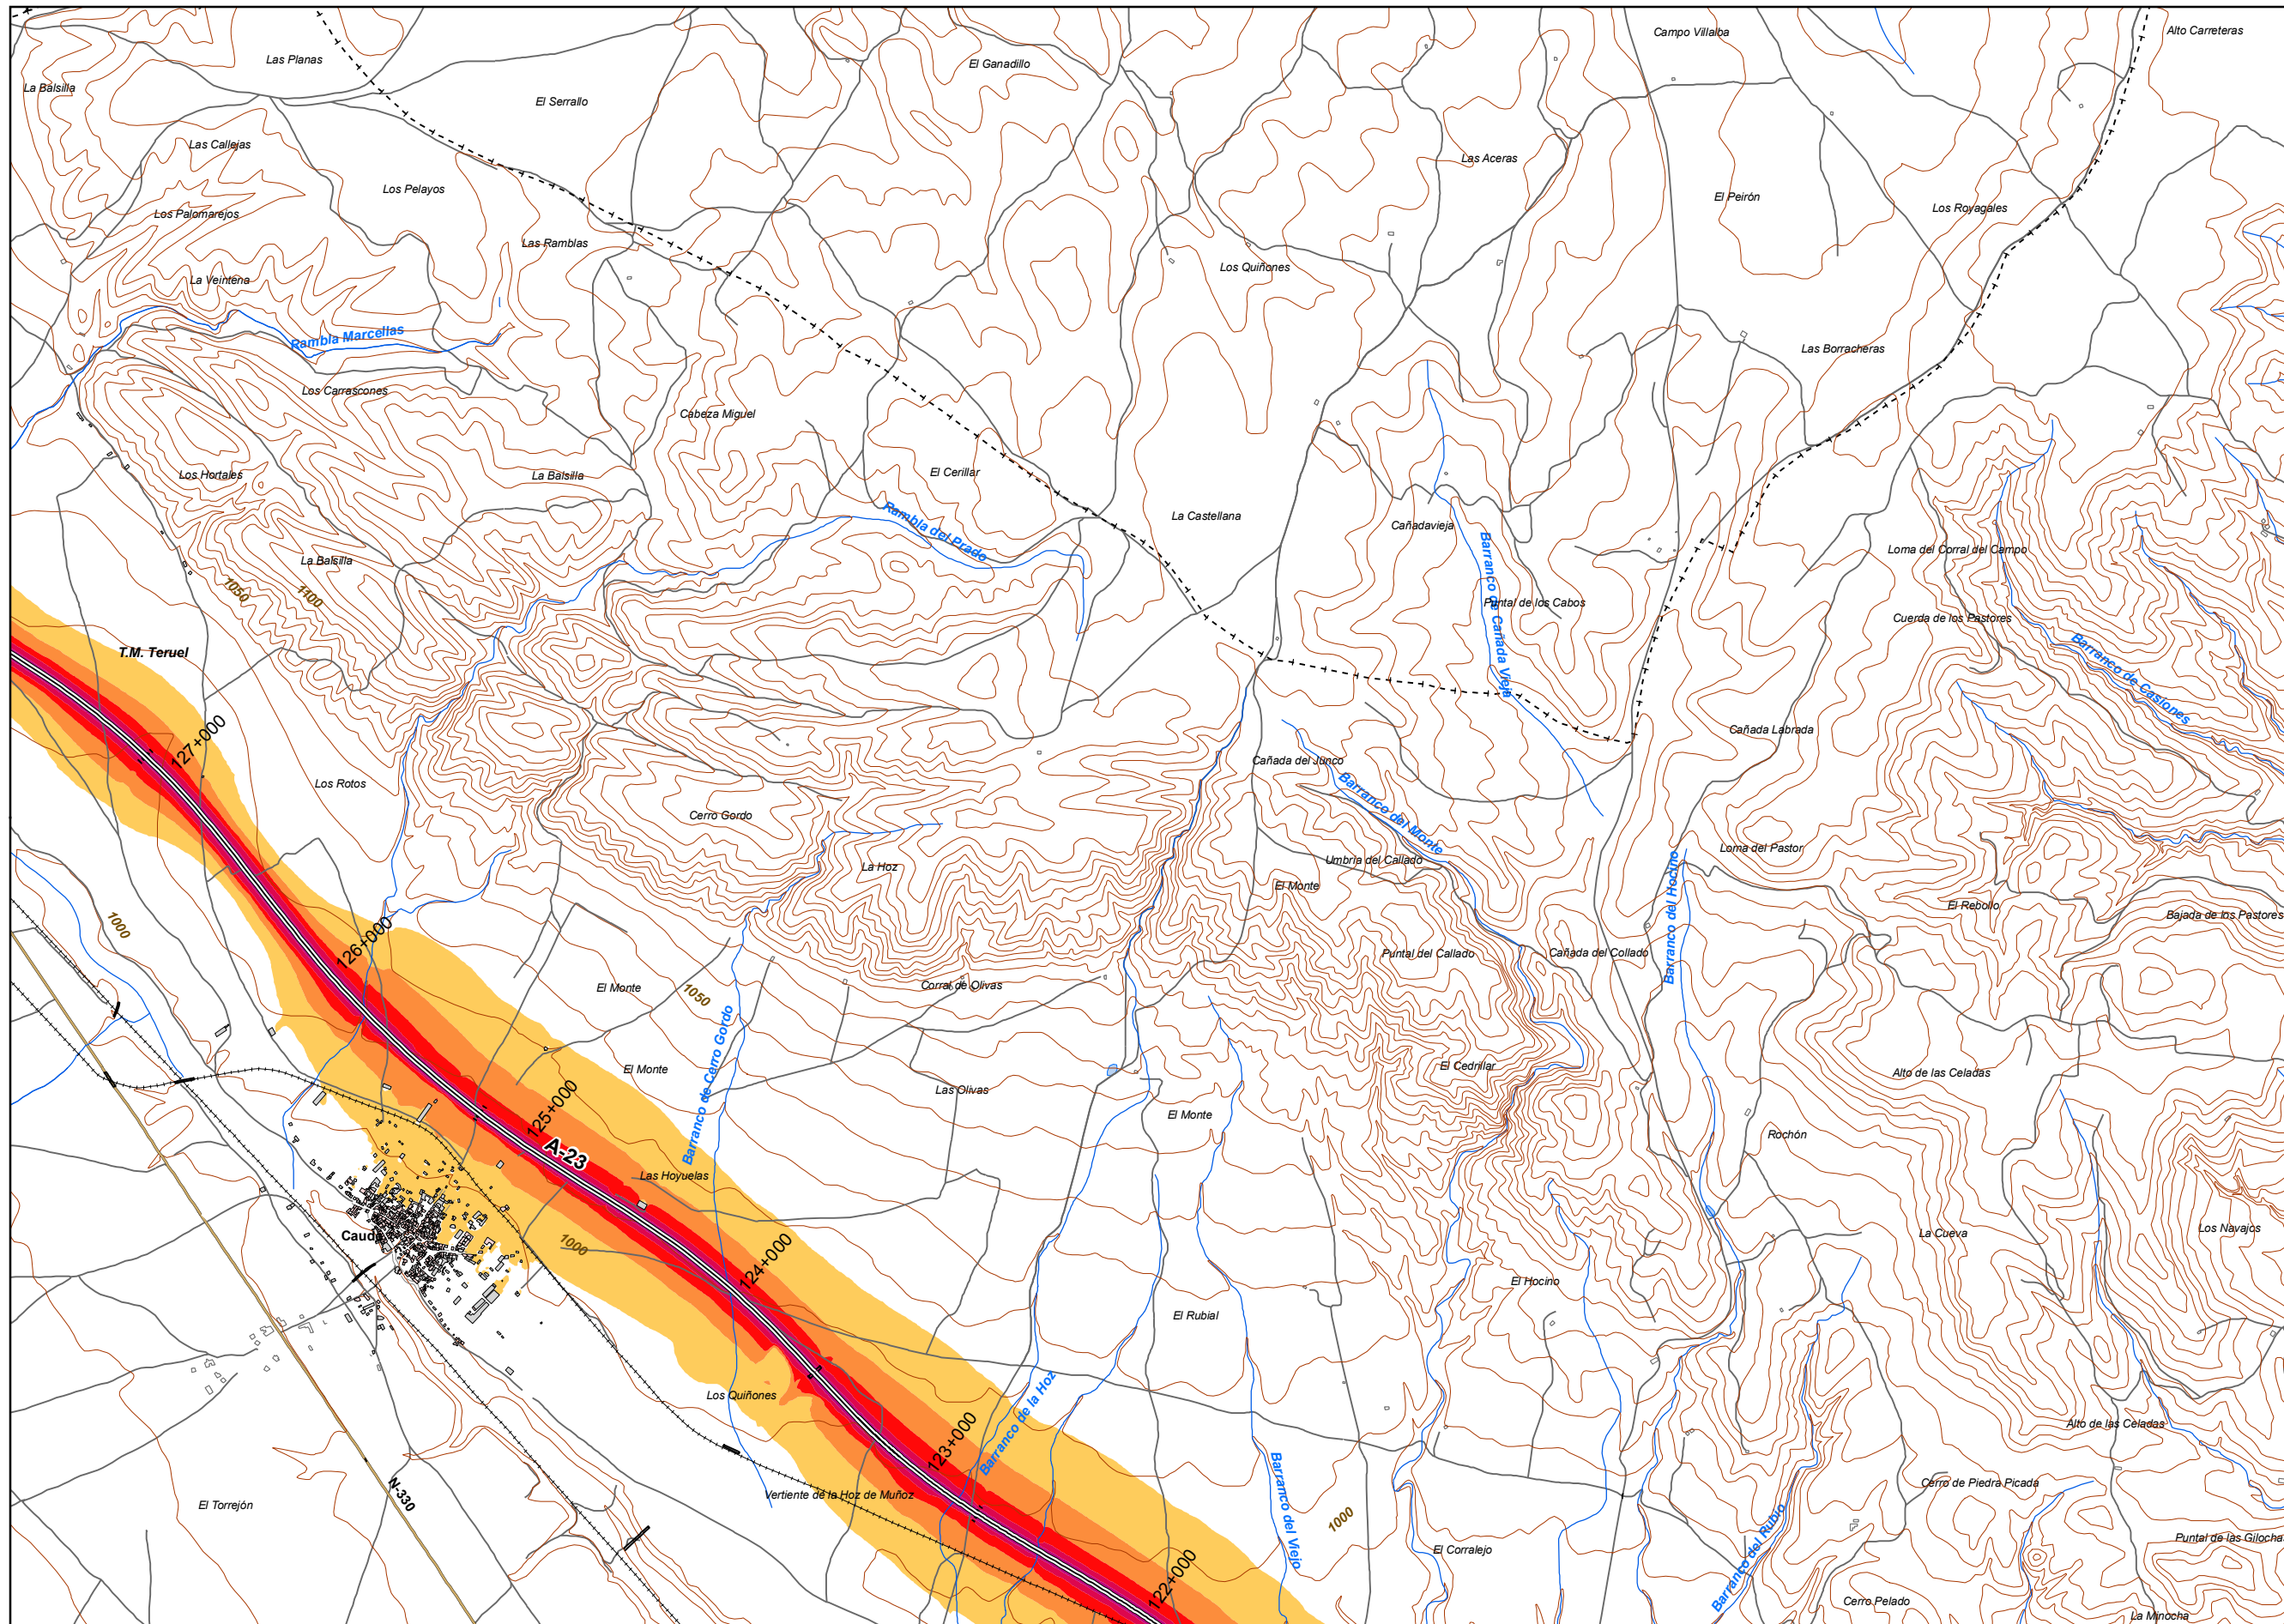 Campo Villalba
Alto Carreteras
Las Planas
El Ganadillo
La Balsilla
El Serrallo
Las Callejas
Las Aceras
Los Pelayos
El Peirón
Los Royagales
Los Palomarejos
Las Ramblas
Los Quiñones
La Veintena
Rambla Marcellas
Las Borracheras
Los Carrascones
Cabeza Miguel
Los Hortales
La Balsilla
El Cerillar
Rambla del Prado
La Castellana
Cañadavieja
Barranco de Cañada Vieja
Loma del Corral del Campo
La Balsilla
1050
1100
Puntal de los Cabos
Cuerda de los Pastores
T.M. Teruel
Barranco de Casiones
127+000
Cañada Labrada
Cañada del Junco
Los Rotos
Barranco del Monte
Cerro Gordo
Loma del Pastor
La Hoz
Umbria del Callado
El Monte
Barranco del Hocino
El Rebollo
Bajada de los Pastores
1000
126+000
Puntal del Callado
Cañada del Collado
El Monte
1050
Corral de Olivas
Barranco de Cerro Gordo
El Monte
El Cedrillar
Alto de las Celadas
Las Olivas
125+000
El Monte
Rochón
A-23
Las Hoyuelas
Cauda
1000
La Cueva
Los Navajos
124+000
El Hocino
El Rubial
Los Quiñones
Barranco de la Hoz
123+000
Alto de las Celadas
Vertiente de la Hoz de Muñoz
N-330
El Torrejón
Cerro de Piedra Picada
Barranco del Viejo
1000
Barranco del Rubio
El Corralejo
Puntal de las Gilocha
122+000
Cerro Pelado
La Minocha